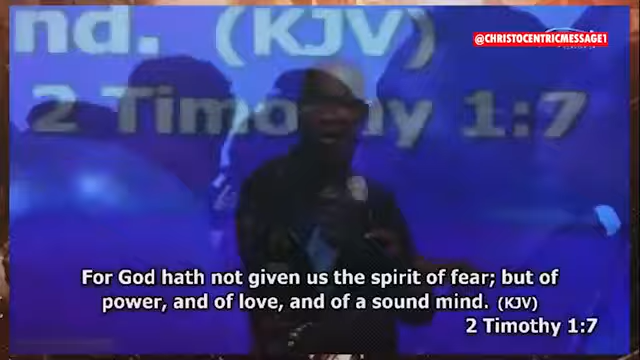 nd. (KJV)
@CHRISTOCENTRICMESSAGE1
2 Timothy 1:7
For God hath not given us the spirit of fear; but of
power, and of love, and of a sound mind. (KJV)
2 Timothy 1:7